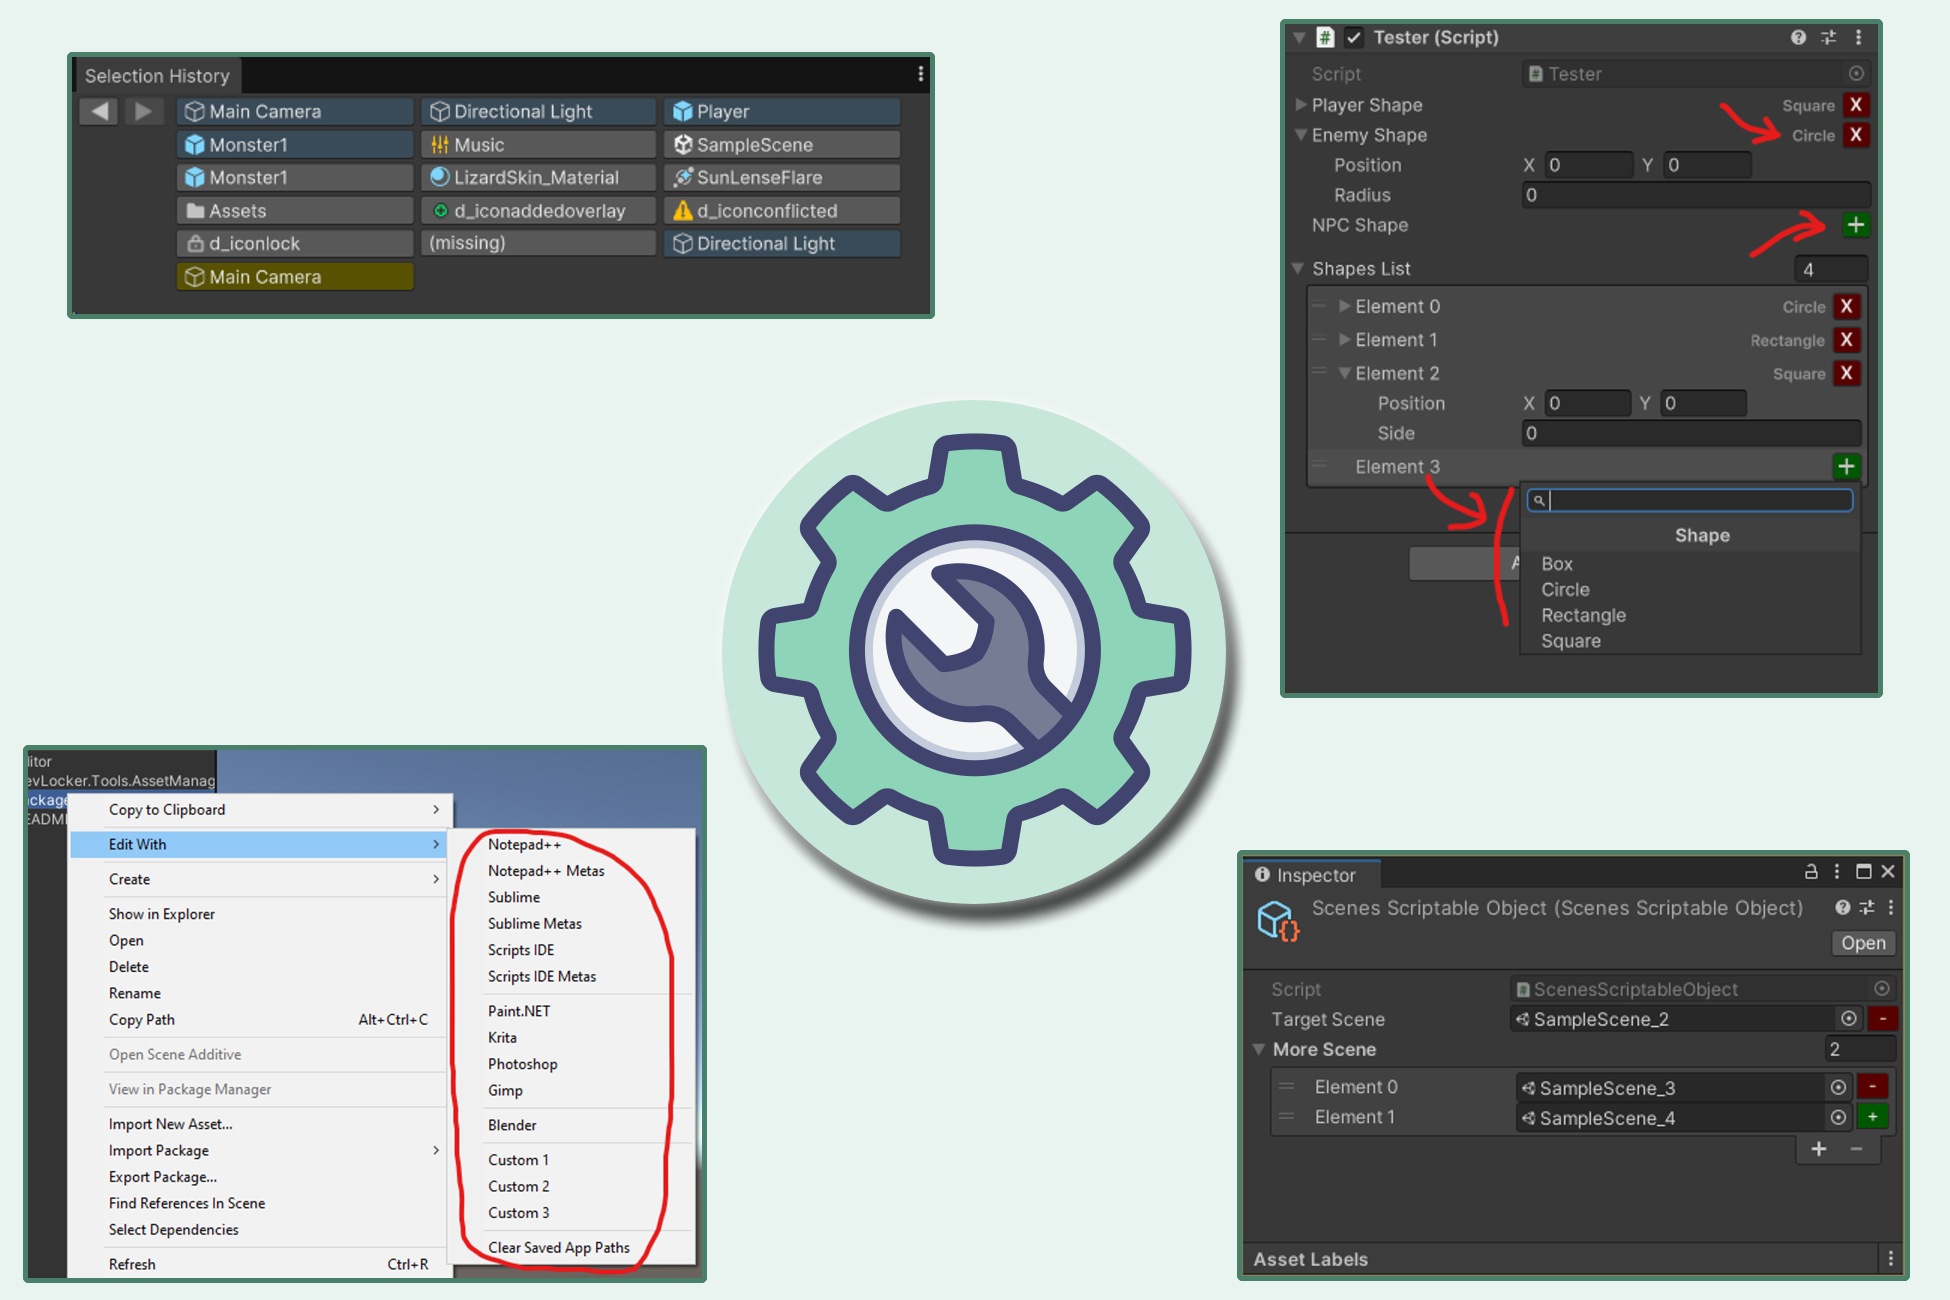 Selection History
Main Camera Directional Light Player
Monster1 Music SampleScene
Monster1 LizardSkin_Material SunLenseFlare
Assets d_iconaddedoverlay d_iconconflicted
d_iconlock (missing) Directional Light
Main Camera
Tester (Script)
Script Tester
Player Shape Square X
Enemy Shape Circle X
Position X 0 Y 0
Radius 0
NPC Shape +
Shapes List 4
Element 0 Circle X
Element 1 Rectangle X
Element 2 Square X
Position X 0 Y 0
Side 0
Element 3 +
Shape
A
Box
Circle
Rectangle
Square
itor
evLocker.Tools.AssetManag
ackage
EADM
Copy to Clipboard
Edit With
Create
Show in Explorer
Open
Delete
Rename
Copy Path Alt+Ctrl+C
Open Scene Additive
View in Package Manager
Import New Asset...
Import Package
Export Package...
Find References In Scene
Select Dependencies
Refresh Ctrl+R
Notepad++
Notepad++ Metas
Sublime
Sublime Metas
Scripts IDE
Scripts IDE Metas
Paint.NET
Krita
Photoshop
Gimp
Blender
Custom 1
Custom 2
Custom 3
Clear Saved App Paths
Inspector
Scenes Scriptable Object (Scenes Scriptable Object)
Open
Script ScenesScriptableObject
Target Scene SampleScene_2 -
More Scene 2
Element 0 SampleScene_3 -
Element 1 SampleScene_4 +
+ -
Asset Labels